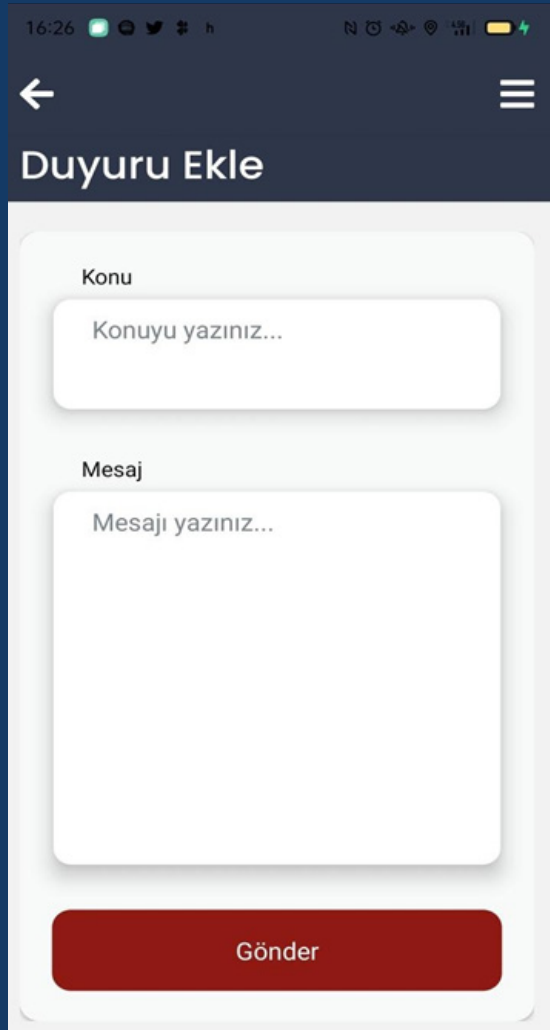 16:26 h
Duyuru Ekle
Konu
Konuyu yazınız...
Mesaj
Mesajı yazınız...
Gönder